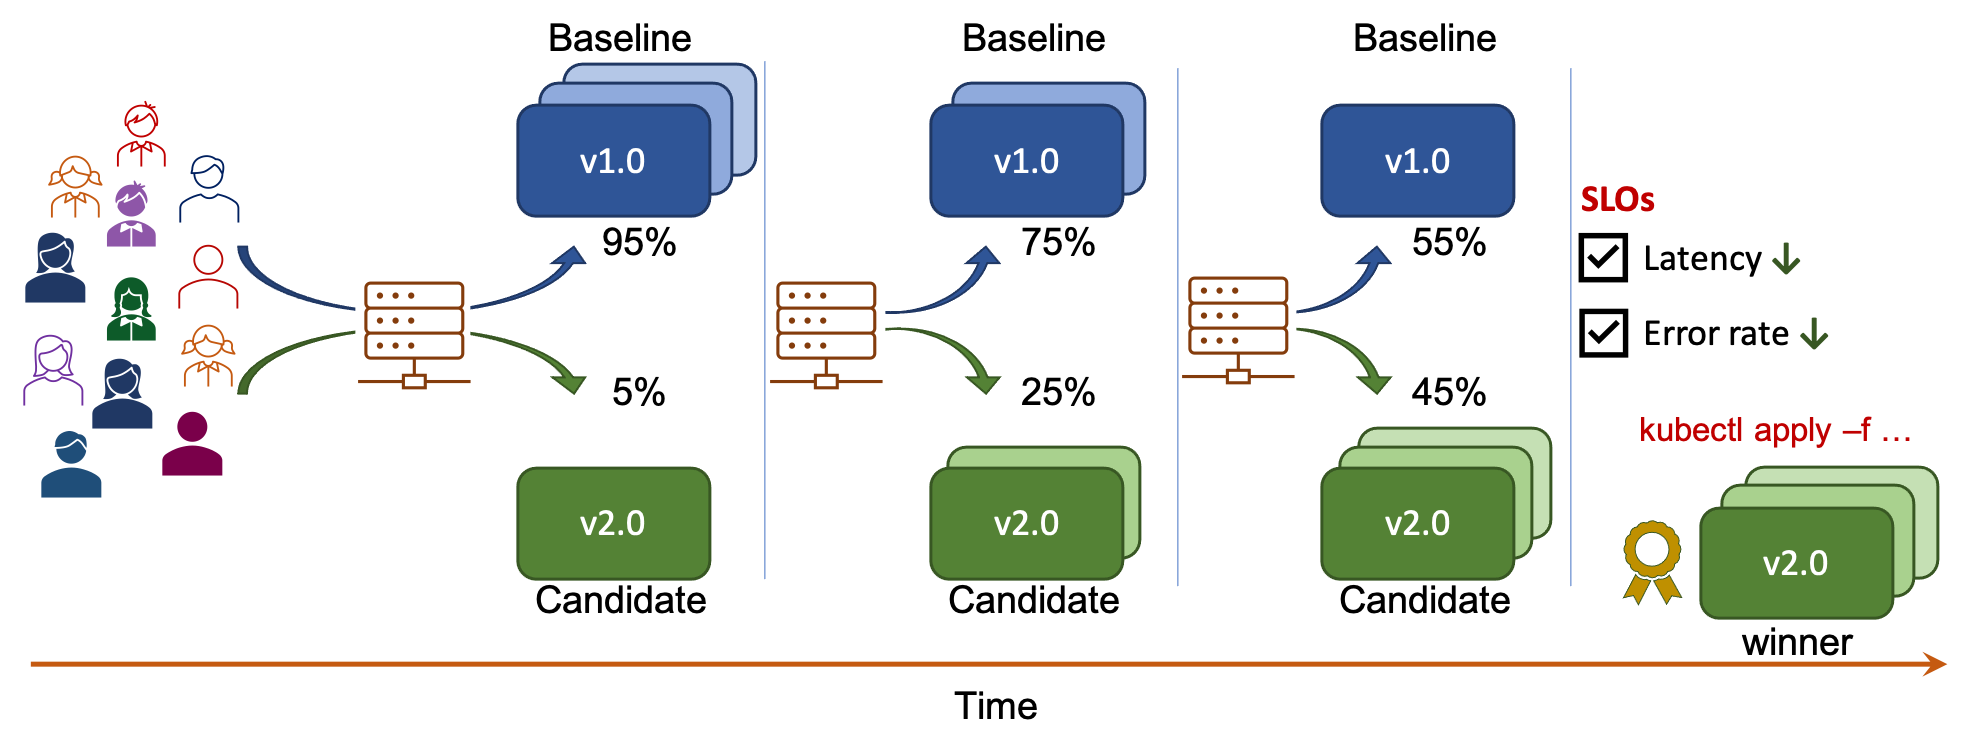 Baseline
v1.0
95%
5%
v2.0
Candidate
Baseline
v1.0
75%
25%
v2.0
Candidate
Baseline
v1.0
55%
45%
v2.0
Candidate
SLOs
Latency
Error rate
kubectl apply –f …
v2.0
winner
Time